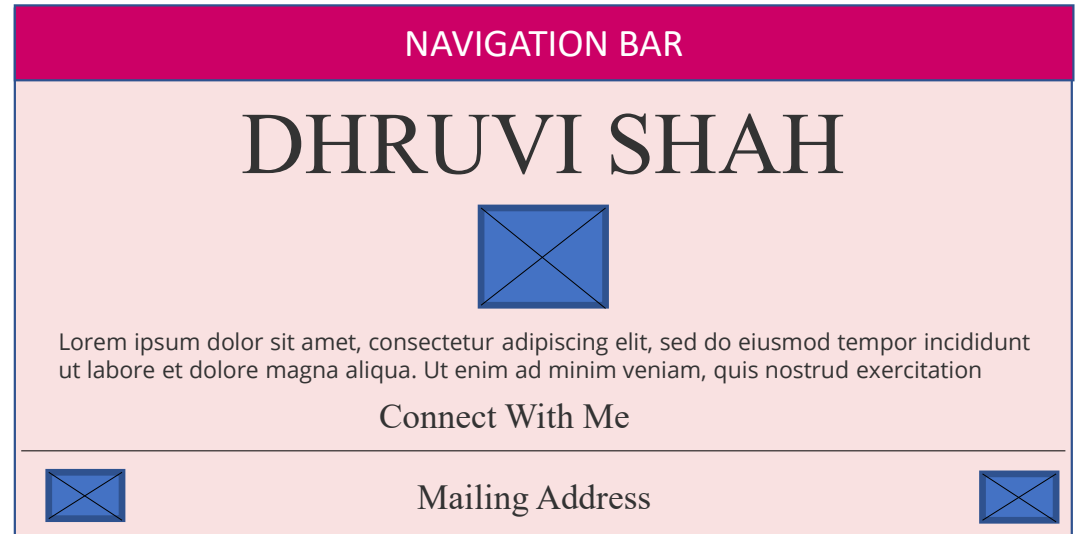 NAVIGATION BAR
DHRUVI SHAH
Lorem ipsum dolor sit amet, consectetur adipiscing elit, sed do eiusmod tempor incididunt
ut labore et dolore magna aliqua. Ut enim ad minim veniam, quis nostrud exercitation
Connect With Me
Mailing Address